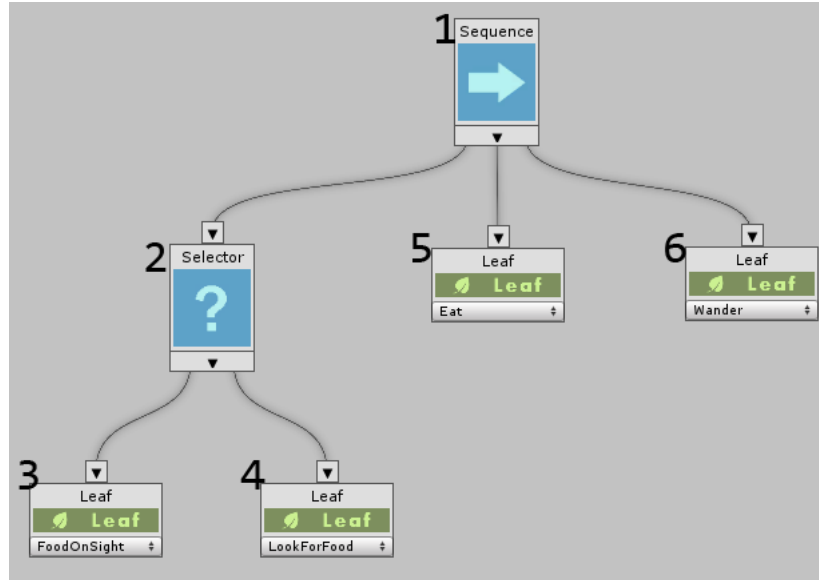 1
Sequence
2
Selector
?
5
Leaf
Leaf
Eat
6
Leaf
Leaf
Wander
3
Leaf
Leaf
FoodOnSight
4
Leaf
Leaf
LookForFood